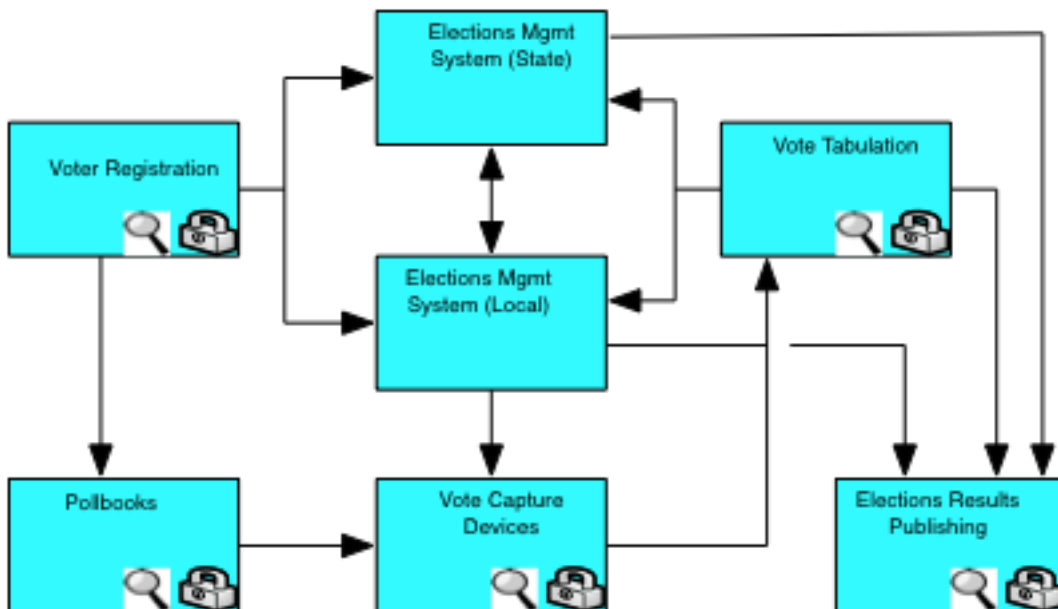 Elections Mgmt
System (State)
Voter Registration
Vote Tabulation
Elections Mgmt
System (Local)
Pollbooks
Vote Capture
Devices
Elections Results
Publishing